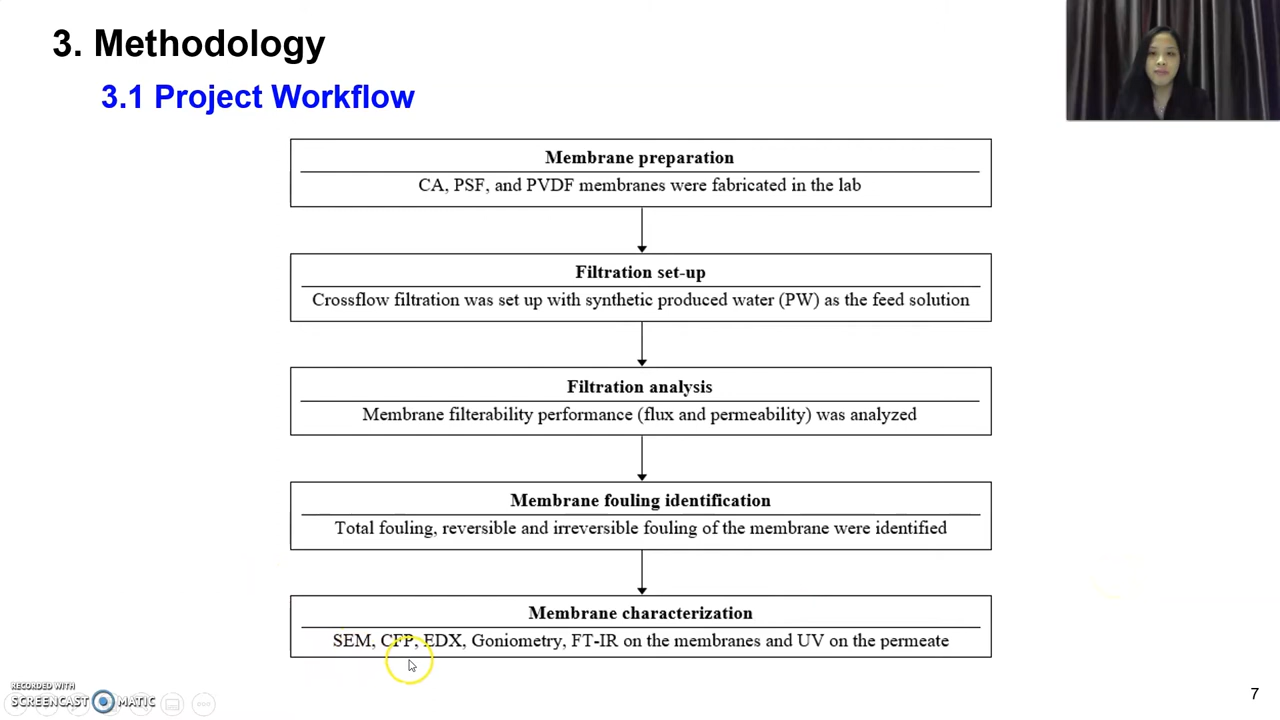 3. Methodology
3.1 Project Workflow
Membrane preparation
CA, PSF, and PVDF membranes were fabricated in the lab
Filtration set-up
Crossflow filtration was set up with synthetic produced water (PW) as the feed solution
Filtration analysis
Membrane filterability performance (flux and permeability) was analyzed
Membrane fouling identification
Total fouling, reversible and irreversible fouling of the membrane were identified
Membrane characterization
SEM, CFP, EDX, Goniometry, FT-IR on the membranes and UV on the permeate
RECORDED WITH
SCREENCAST MATIC
7